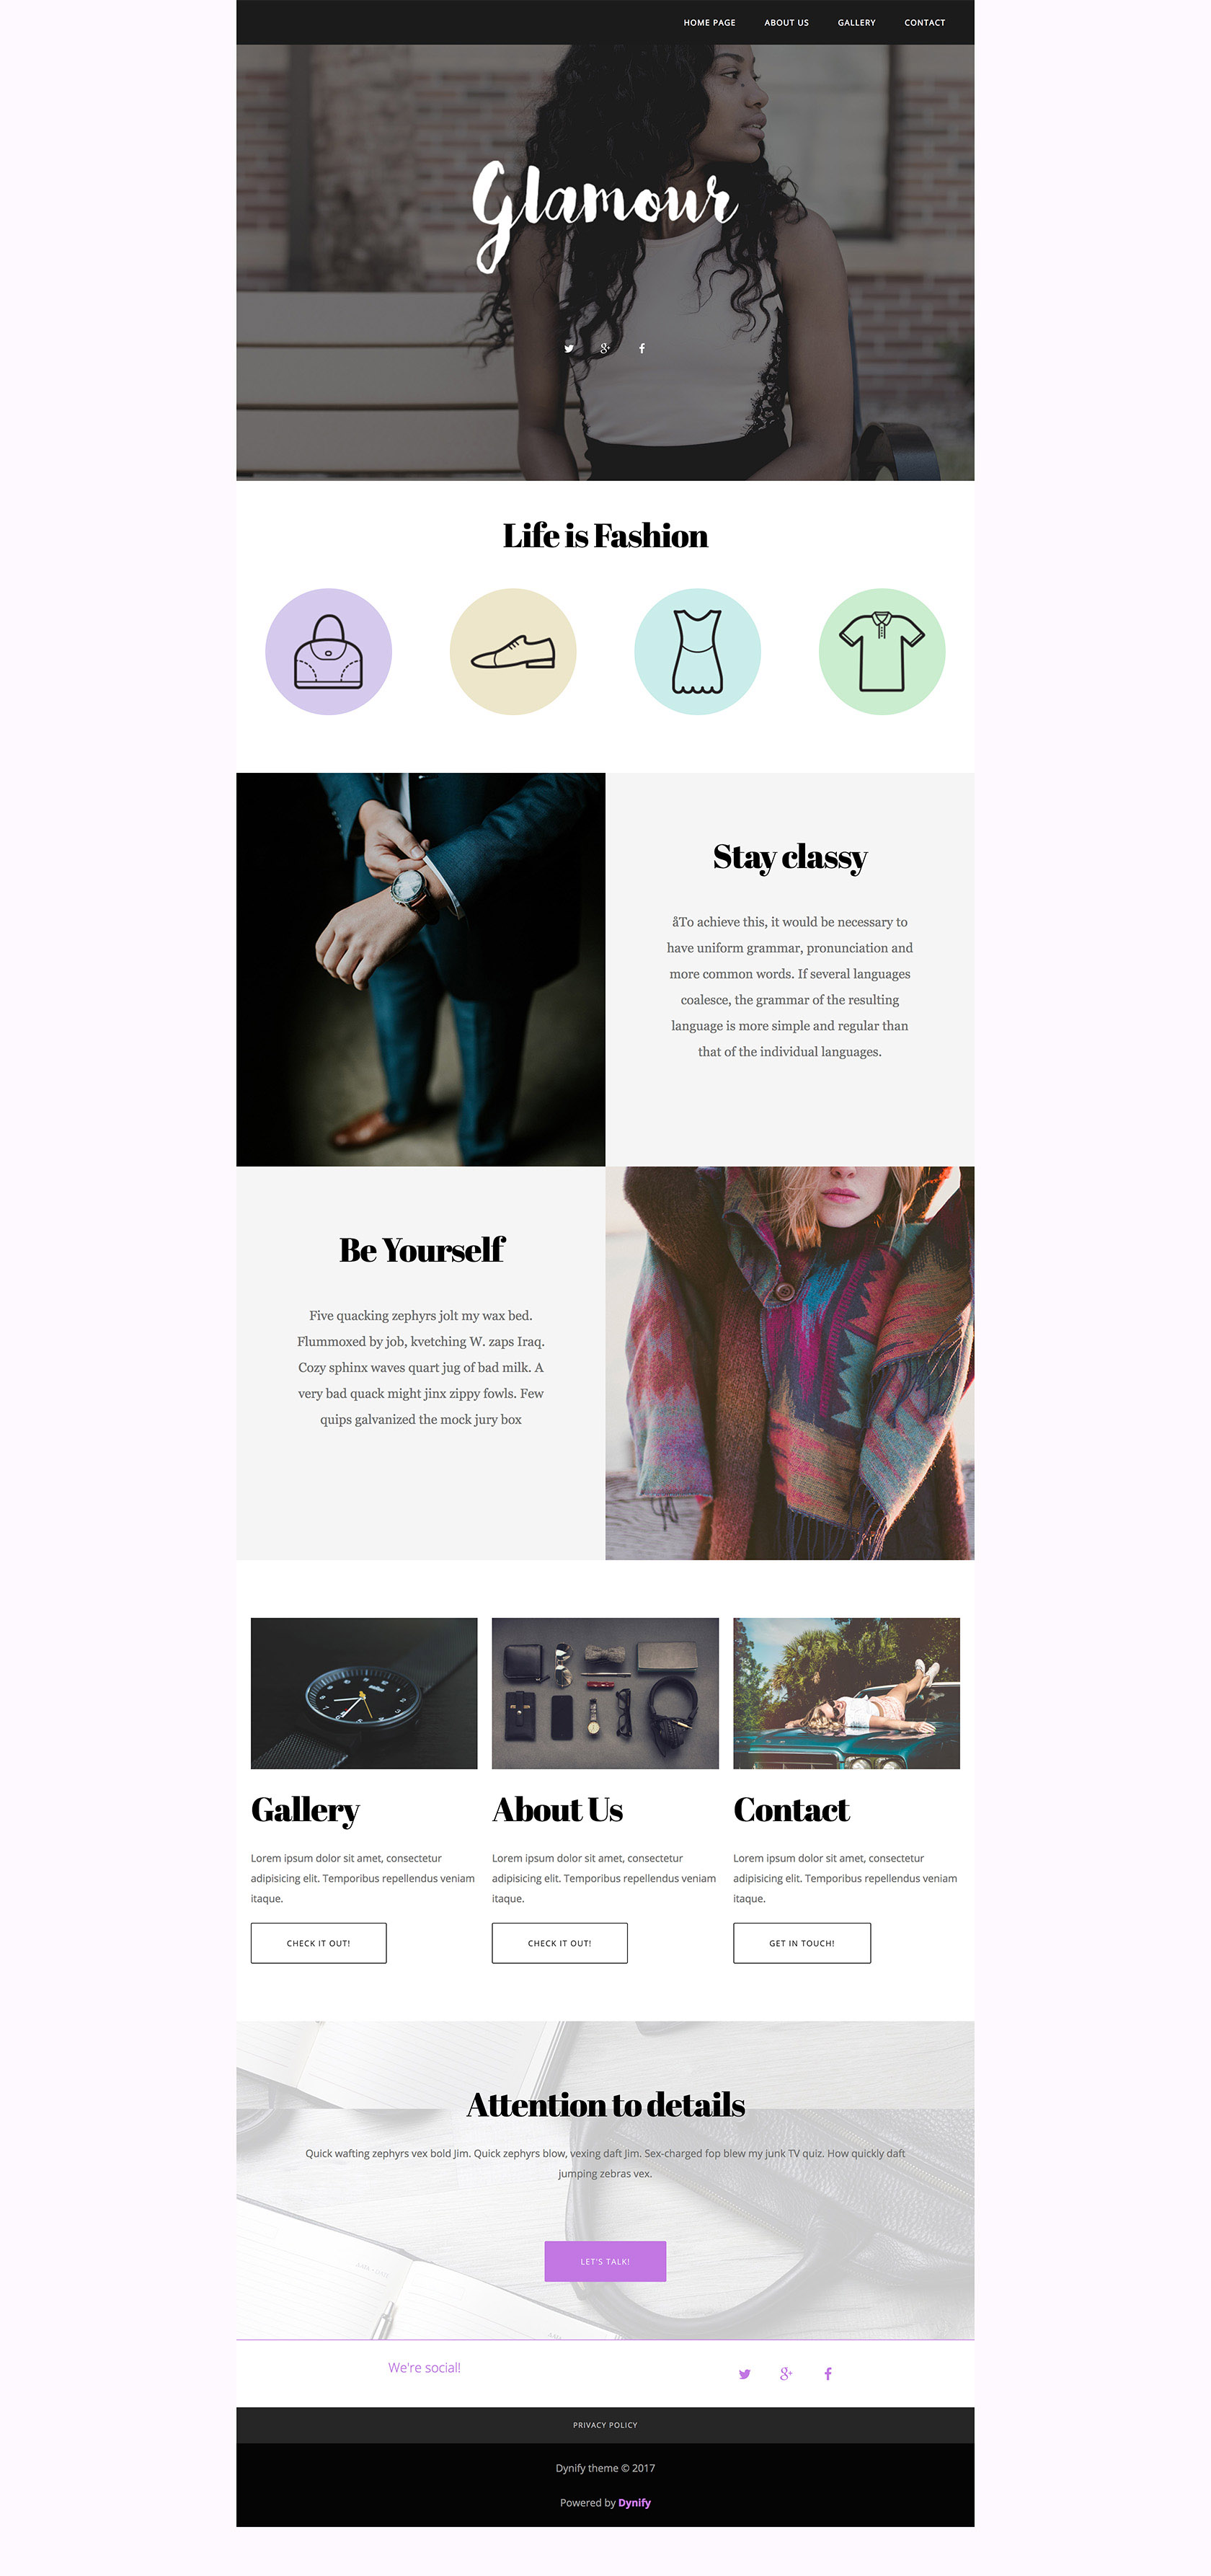 HOME PAGE ABOUT US GALLERY CONTACT
Glamour
Life is Fashion
Stay classy
åTo achieve this, it would be necessary to
have uniform grammar, pronunciation and
more common words. If several languages
coalesce, the grammar of the resulting
language is more simple and regular than
that of the individual languages.
Be Yourself
Five quacking zephyrs jolt my wax bed.
Flummoxed by job, kvetching W. zaps Iraq.
Cozy sphinx waves quart jug of bad milk. A
very bad quack might jinx zippy fowls. Few
quips galvanized the mock jury box
Gallery
Lorem ipsum dolor sit amet, consectetur
adipisicing elit. Temporibus repellendus veniam
itaque.
CHECK IT OUT!
About Us
Lorem ipsum dolor sit amet, consectetur
adipisicing elit. Temporibus repellendus veniam
itaque.
CHECK IT OUT!
Contact
Lorem ipsum dolor sit amet, consectetur
adipisicing elit. Temporibus repellendus veniam
itaque.
GET IN TOUCH!
Attention to details
Quick wafting zephyrs vex bold Jim. Quick zephyrs blow, vexing daft Jim. Sex-charged fop blew my junk TV quiz. How quickly daft
jumping zebras vex.
LET'S TALK!
We're social!
PRIVACY POLICY
Dynify theme © 2017
Powered by Dynify